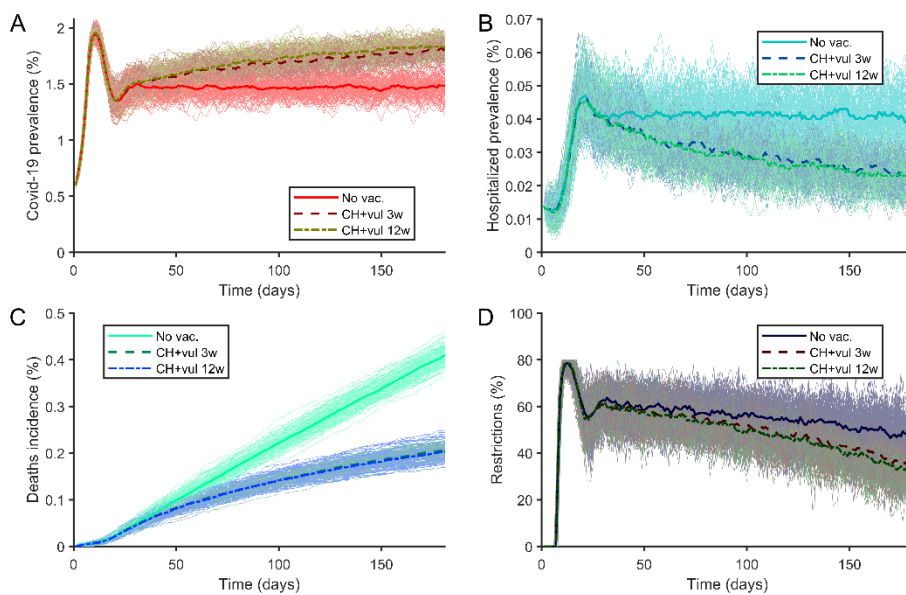 A
Covid-19 prevalence (%)
2
1.5
1
0.5
0
0
50
100
150
Time (days)
No vac.
CH+vul 3w
CH+vul 12w
B
Hospitalized prevalence (%)
0.07
0.06
0.05
0.04
0.03
0.02
0.01
0
0
50
100
150
Time (days)
No vac.
CH+vul 3w
CH+vul 12w
C
Deaths incidence (%)
0.5
0.4
0.3
0.2
0.1
0
0
50
100
150
Time (days)
No vac.
CH+vul 3w
CH+vul 12w
D
Restrictions (%)
100
80
60
40
20
0
0
50
100
150
Time (days)
No vac.
CH+vul 3w
CH+vul 12w